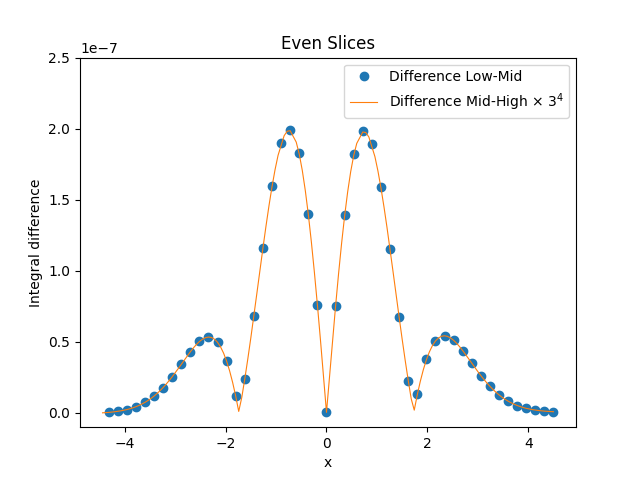 Even Slices
1e−7
2.5
2.0
1.5
1.0
0.5
0.0
Integral difference
Difference Low-Mid
Difference Mid-High × 3⁴
−4
−2
0
2
4
x